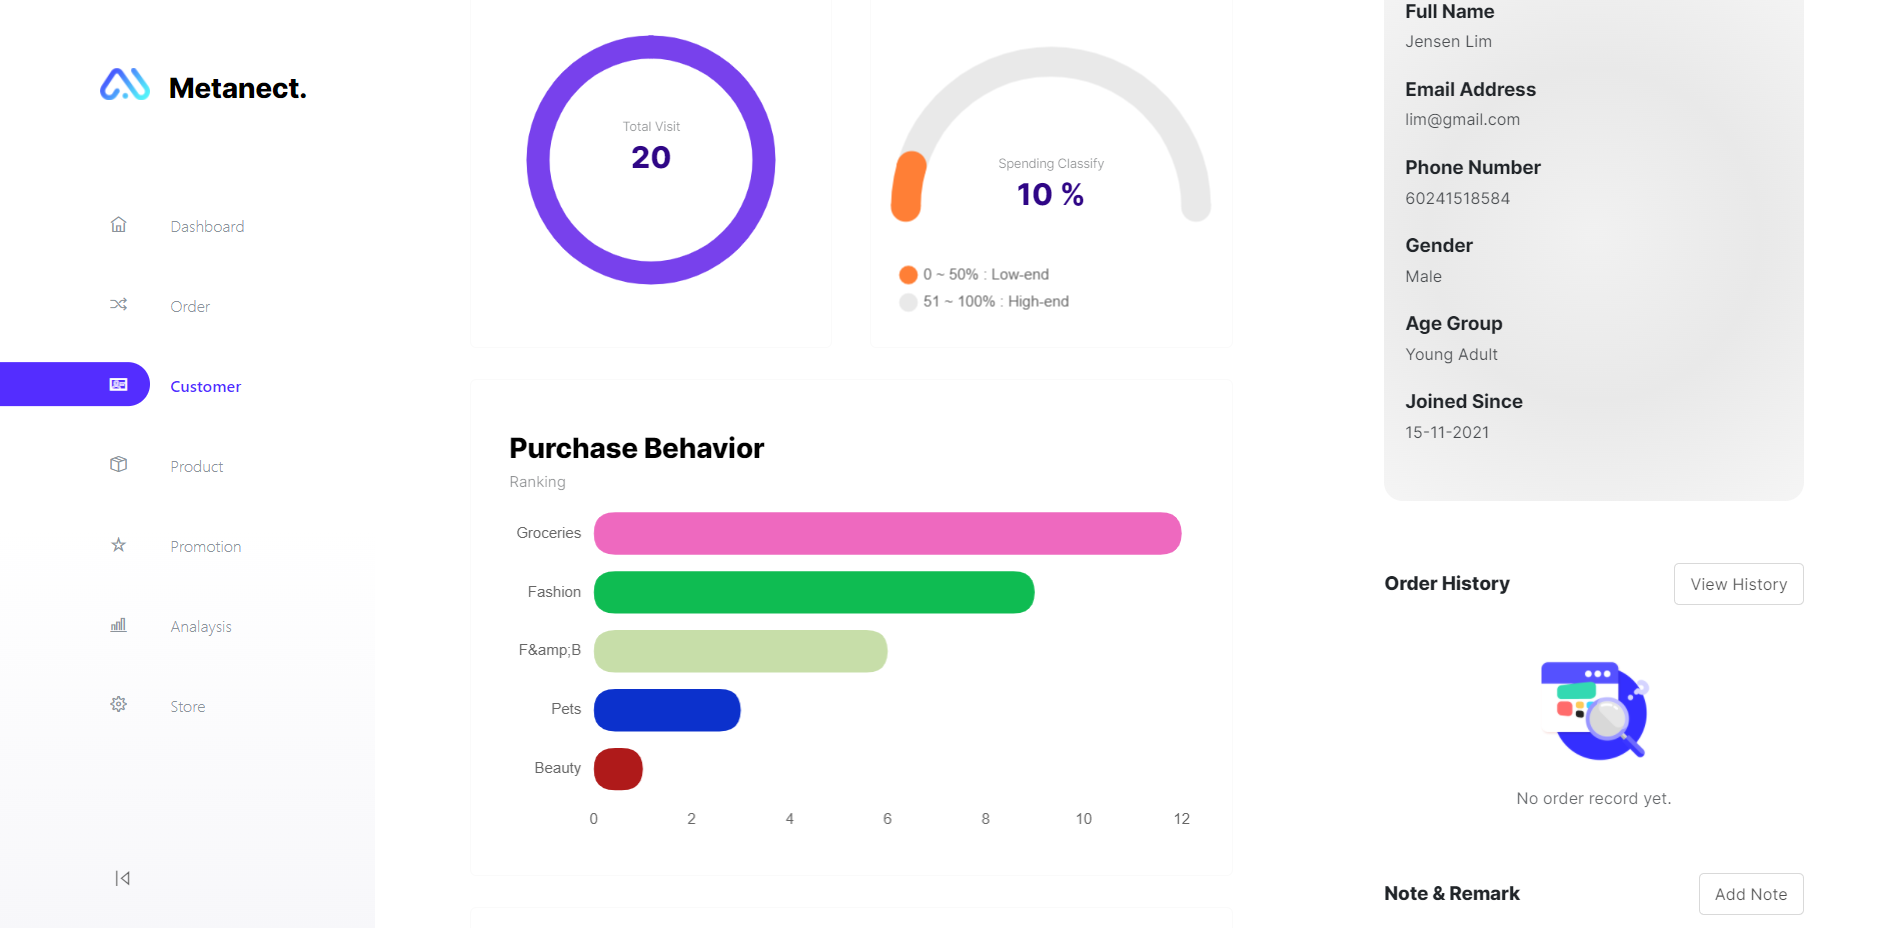 Metanect.
Dashboard
Order
Customer
Product
Promotion
Analaysis
Store
Total Visit
20
Spending Classify
10 %
0 ~ 50% : Low-end
51 ~ 100% : High-end
Purchase Behavior
Ranking
Groceries
Fashion
F&amp;B
Pets
Beauty
0 2 4 6 8 10 12
Full Name
Jensen Lim
Email Address
lim@gmail.com
Phone Number
60241518584
Gender
Male
Age Group
Young Adult
Joined Since
15-11-2021
Order History
View History
No order record yet.
Note & Remark
Add Note